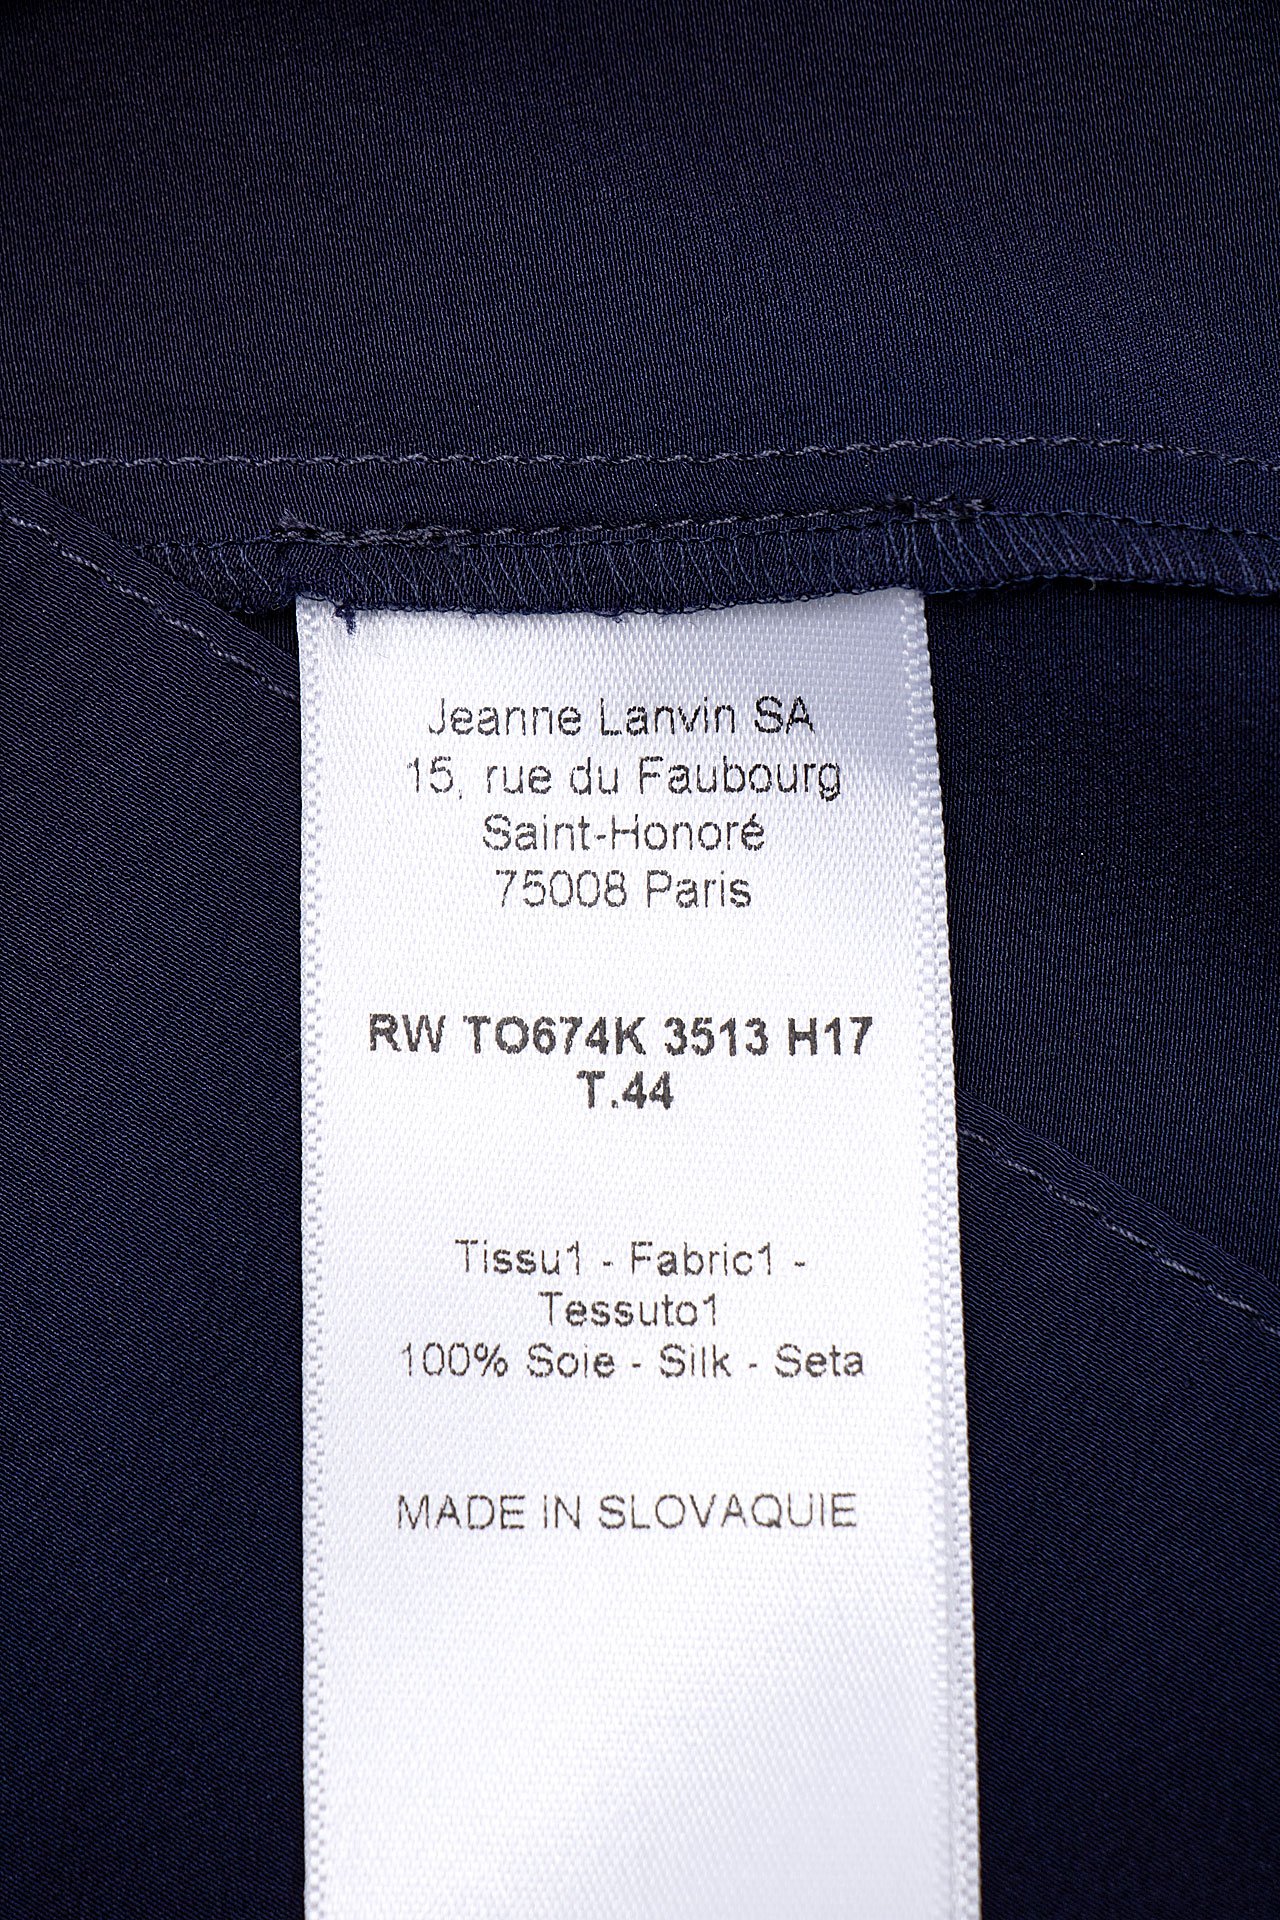 Jeanne Lanvin SA
15, rue du Faubourg
Saint-Honoré
75008 Paris
RW TO674K 3513 H17
T.44
Tissu1 - Fabric1 -
Tessuto1
100% Soie - Silk - Seta
MADE IN SLOVAQUIE